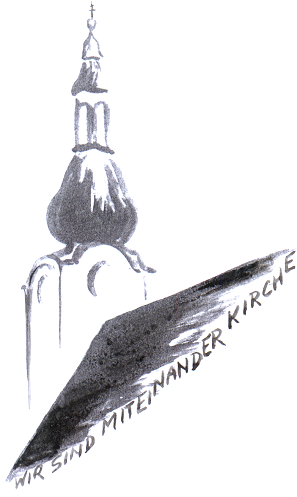 WIR SIND MITEINANDER KIRCHE